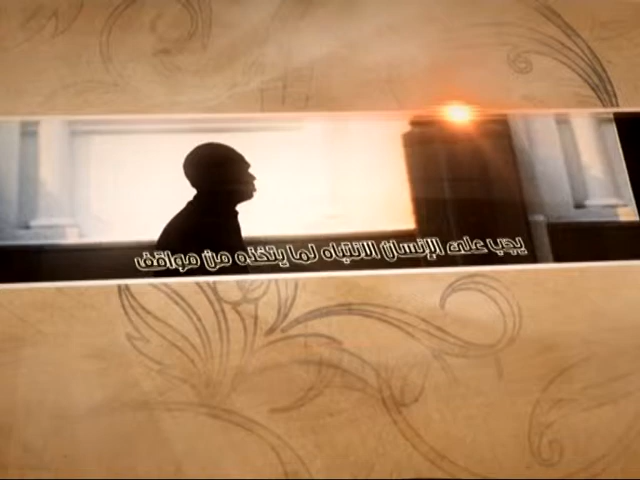 يجب على الإنسان الانتباه لما يتخذه من مواقف